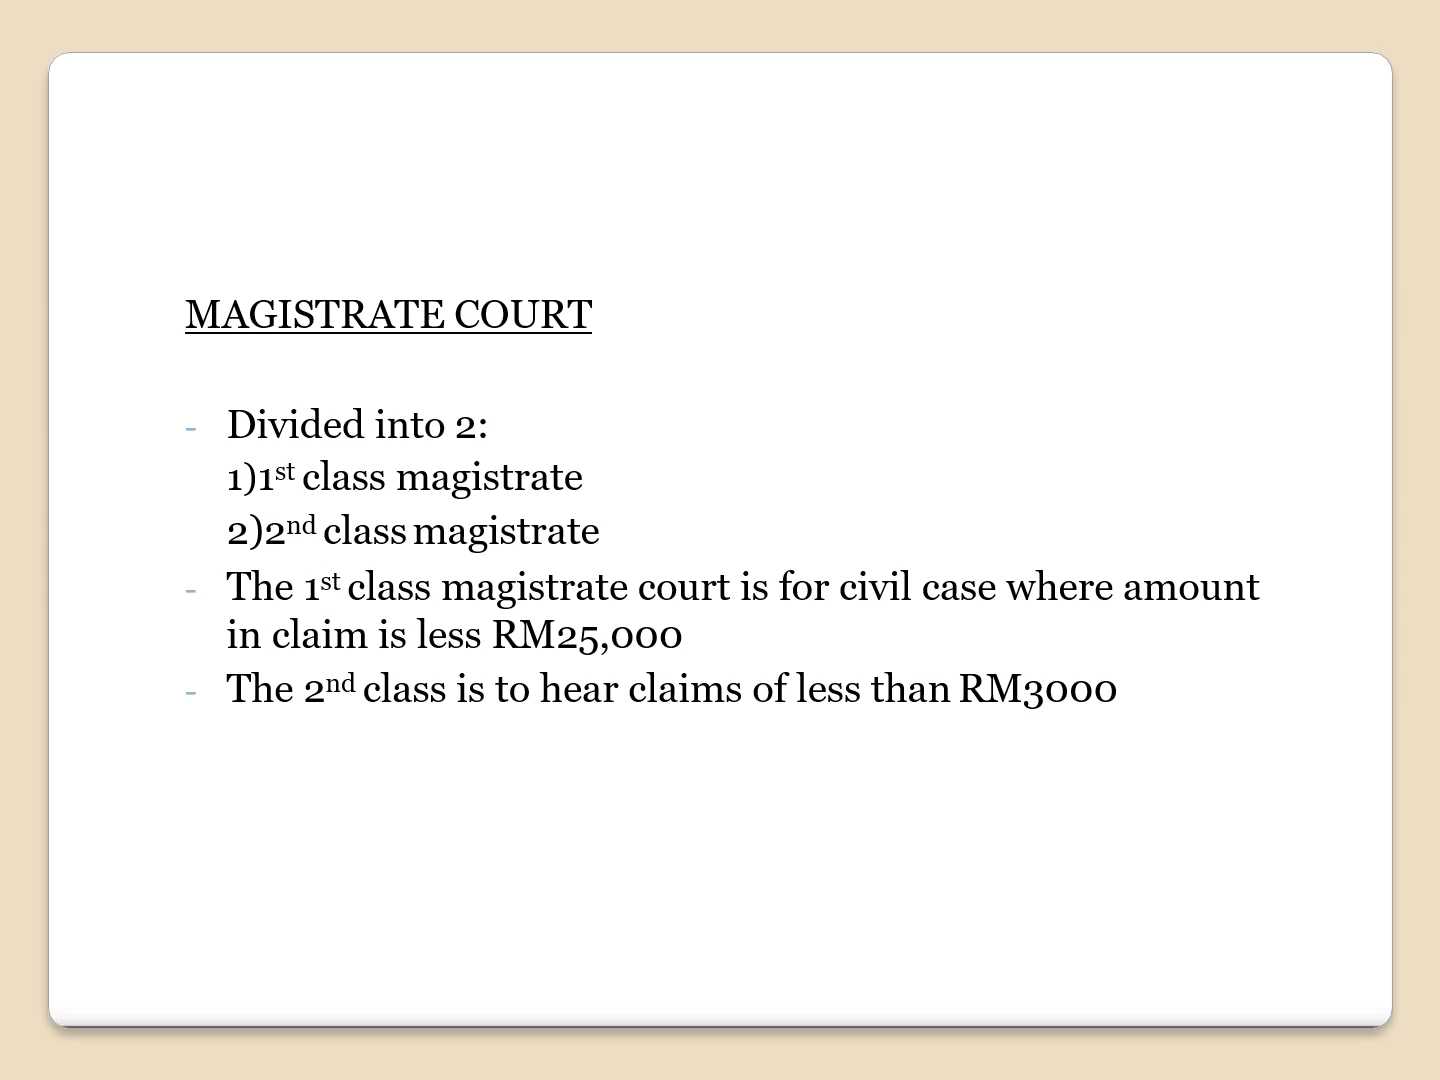 MAGISTRATE COURT
- Divided into 2:
1)1st class magistrate
2)2nd class magistrate
- The 1st class magistrate court is for civil case where amount
in claim is less RM25,000
- The 2nd class is to hear claims of less than RM3000